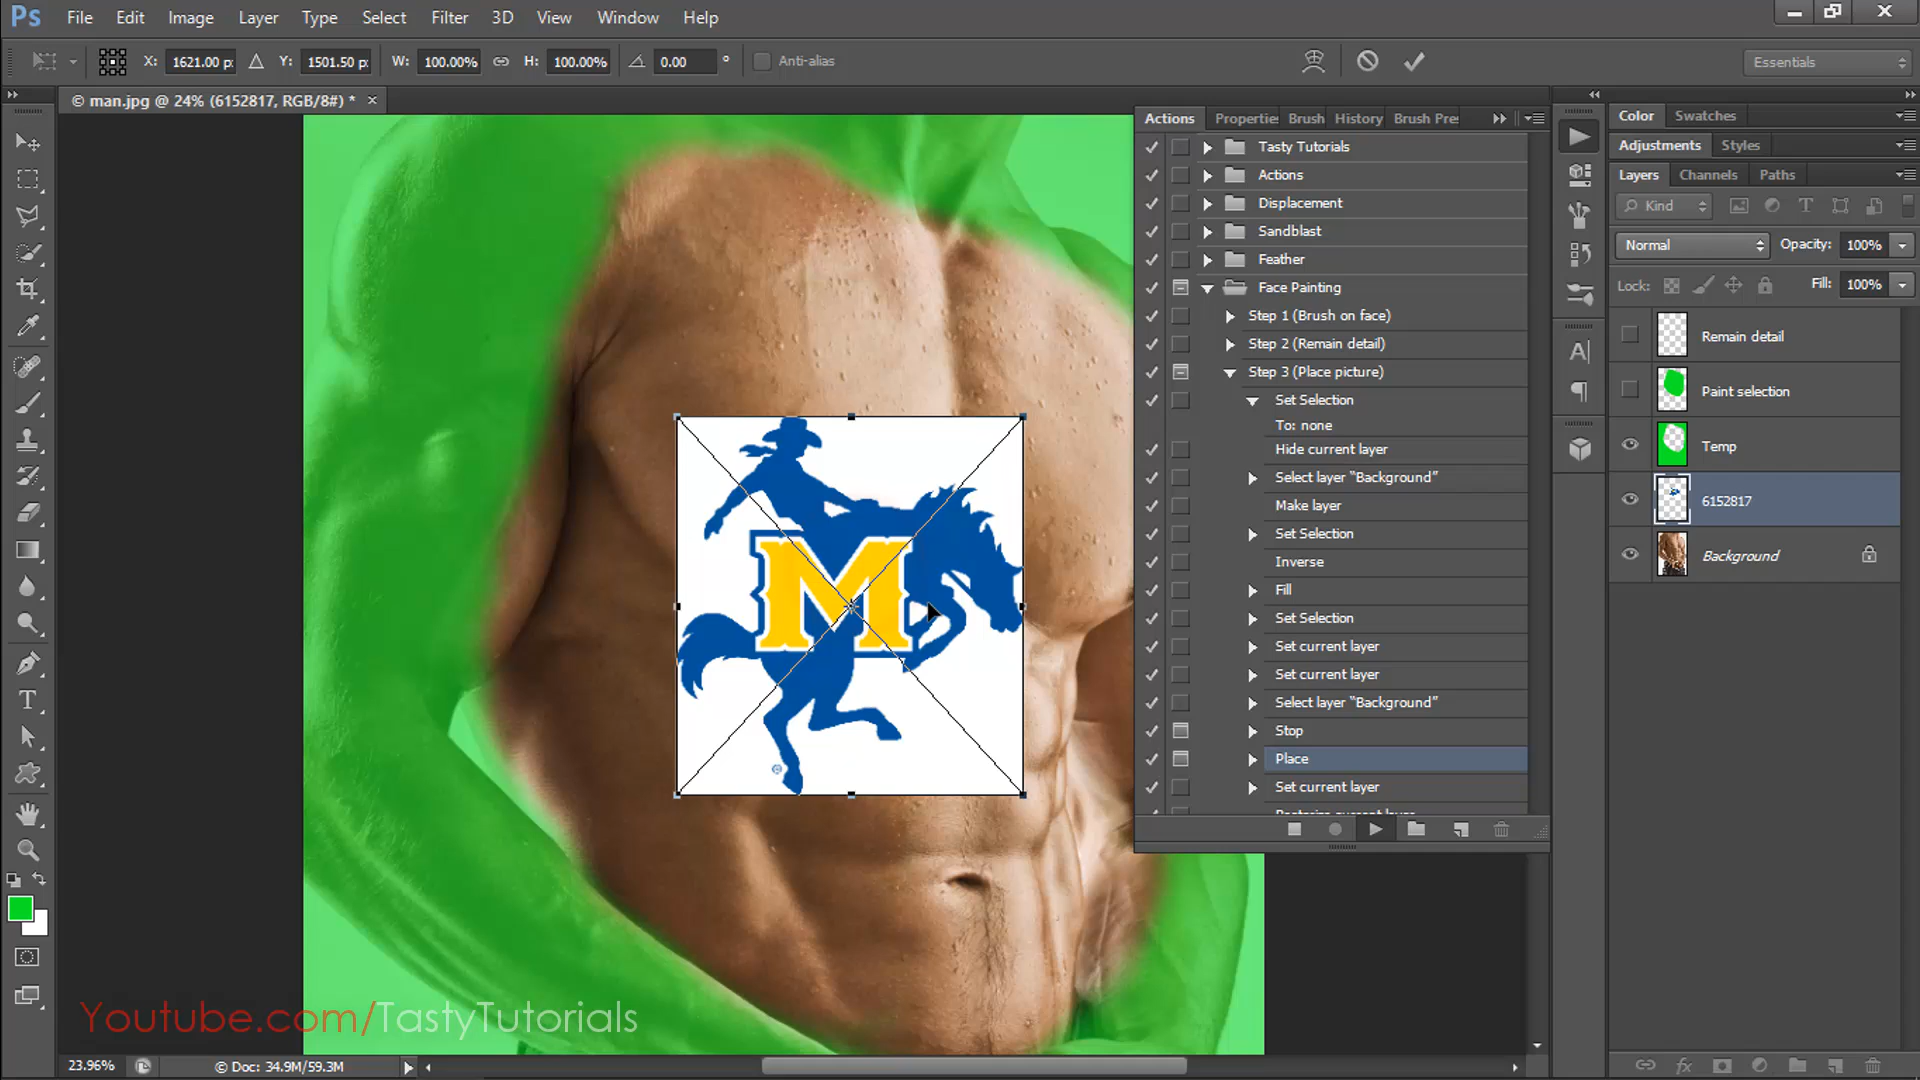 Ps File Edit Image Layer Type Select Filter 3D View Window Help
X: 1621.00 p: Y: 1501.50 p: W: 100.00% H: 100.00% 0.00 ° Anti-alias Essentials
© man.jpg @ 24% (6152817, RGB/8#) * ×
Actions Propertie Brush History Brush Pre
Tasty Tutorials
Actions
Displacement
Sandblast
Feather
Face Painting
Step 1 (Brush on face)
Step 2 (Remain detail)
Step 3 (Place picture)
Set Selection
To: none
Hide current layer
Select layer "Background"
Make layer
Set Selection
Inverse
Fill
Set Selection
Set current layer
Set current layer
Select layer "Background"
Stop
Place
Set current layer
Color Swatches
Adjustments Styles
Layers Channels Paths
Kind
Normal Opacity: 100%
Lock: Fill: 100%
Remain detail
Paint selection
Temp
6152817
Background
M
®
Youtube.com/TastyTutorials
23.96% © Doc: 34.9M/59.3M